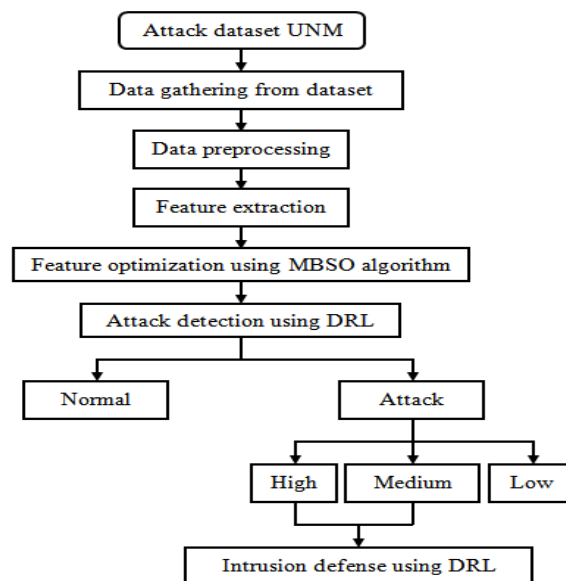 Attack dataset UNM
Data gathering from dataset
Data preprocessing
Feature extraction
Feature optimization using MBSO algorithm
Attack detection using DRL
Normal
Attack
High
Medium
Low
Intrusion defense using DRL